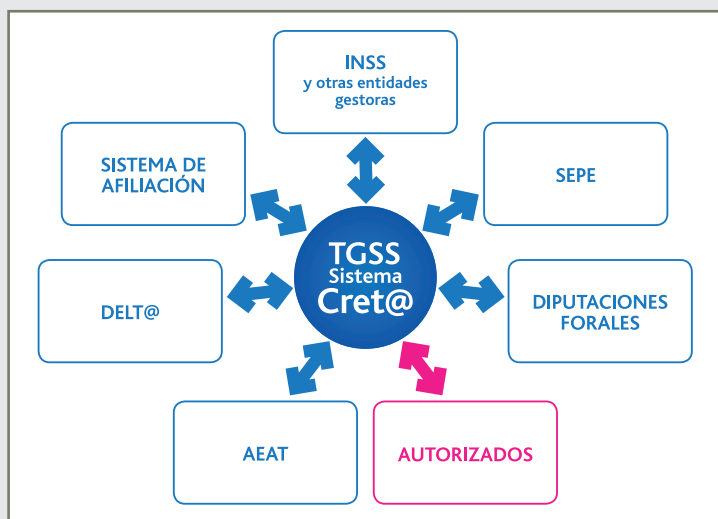 INSS
y otras entidades
gestoras
SISTEMA DE
AFILIACIÓN
SEPE
TGSS
Sistema
Cret@
DELT@
DIPUTACIONES
FORALES
AEAT
AUTORIZADOS